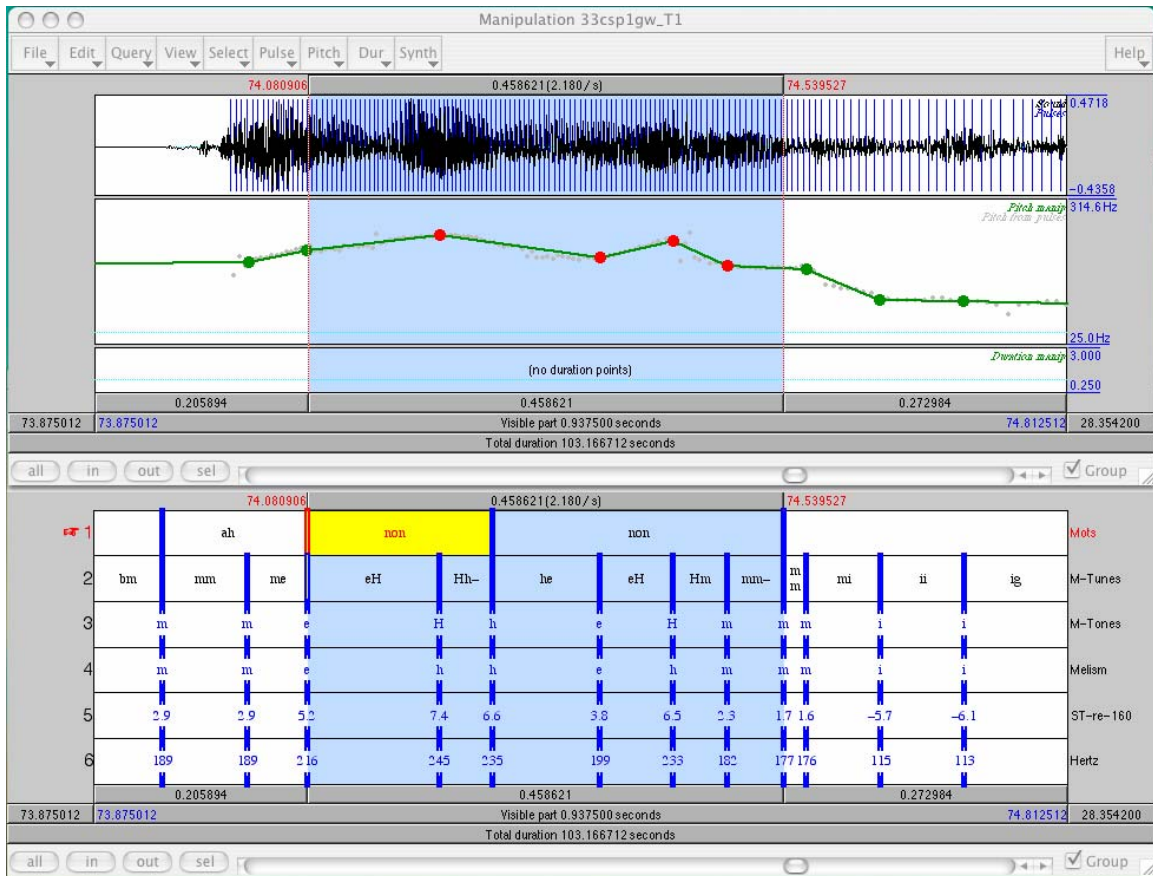 Manipulation 33csp1gw_T1
File Edit Query View Select Pulse Pitch Dur Synth Help
74.080906 0.458621(2.180/s) 74.539527
Sound 0.4718
Pulses
-0.4358
Pitch manip 314.6Hz
Pitch from pulses
25.0Hz
Duration manip 3.000
(no duration points)
0.250
0.205894 0.458621 0.272984
73.875012 73.875012 Visible part 0.937500 seconds 74.812512 28.354200
Total duration 103.166712 seconds
all in out sel Group
74.080906 0.458621(2.180/s) 74.539527
1 ah non non Mots
2 bm mm me eH Hh- he eH Hm mm- mm mi ii ig M-Tunes
3 m m e H h e H m m m i i M-Tones
4 m m e h h e h m m m i i Melism
5 2.9 2.9 5.2 7.4 6.6 3.8 6.5 2.3 1.7 1.6 -5.7 -6.1 ST-re-160
6 189 189 216 245 235 199 233 182 177 176 115 113 Hertz
0.205894 0.458621 0.272984
73.875012 73.875012 Visible part 0.937500 seconds 74.812512 28.354200
Total duration 103.166712 seconds
all in out sel Group